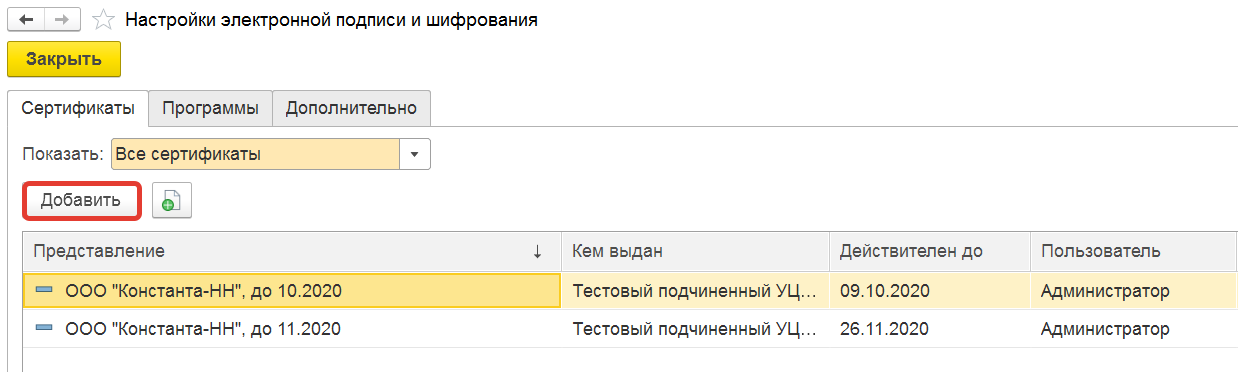 Настройки электронной подписи и шифрования
Закрыть
Сертификаты Программы Дополнительно
Показать: Все сертификаты
Добавить
Представление ↓ Кем выдан Действителен до Пользователь
ООО "Константа-НН", до 10.2020 Тестовый подчиненный УЦ... 09.10.2020 Администратор
ООО "Константа-НН", до 11.2020 Тестовый подчиненный УЦ... 26.11.2020 Администратор